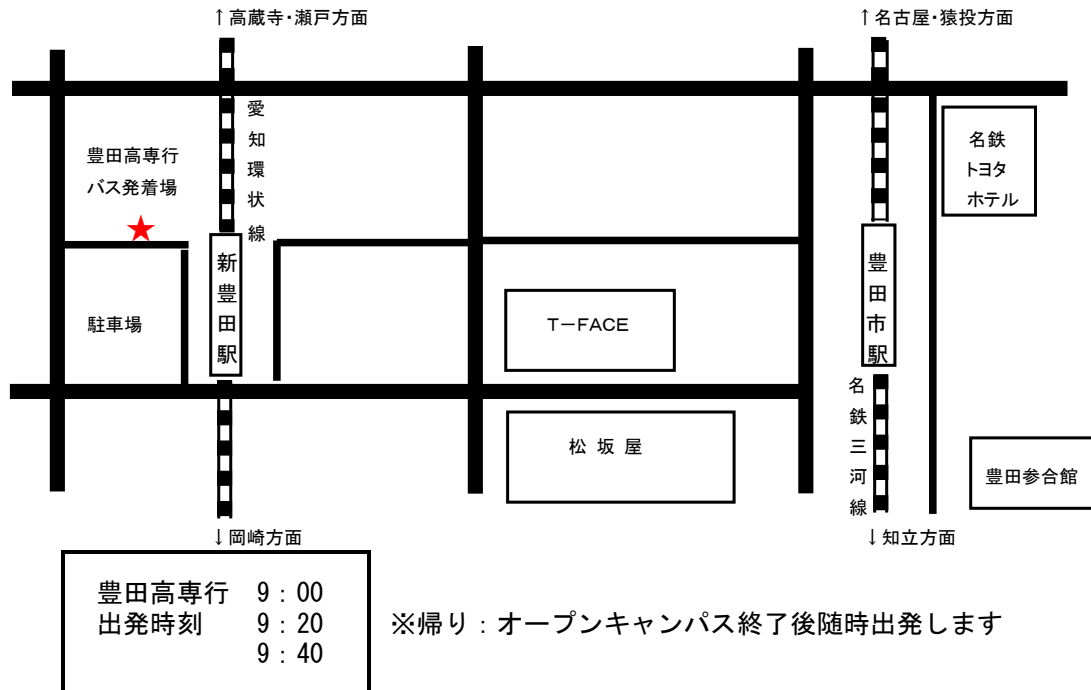 ↑高蔵寺・瀬戸方面
↑名古屋・猿投方面
愛知環状線
豊田高専行
バス発着場
★
名鉄
トヨタ
ホテル
新豊田駅
豊田市駅
駐車場
T－FACE
名鉄三河線
松坂屋
豊田参合館
↓岡崎方面
↓知立方面
豊田高専行 9：00
出発時刻 9：20
9：40
※帰り：オープンキャンパス終了後随時出発します